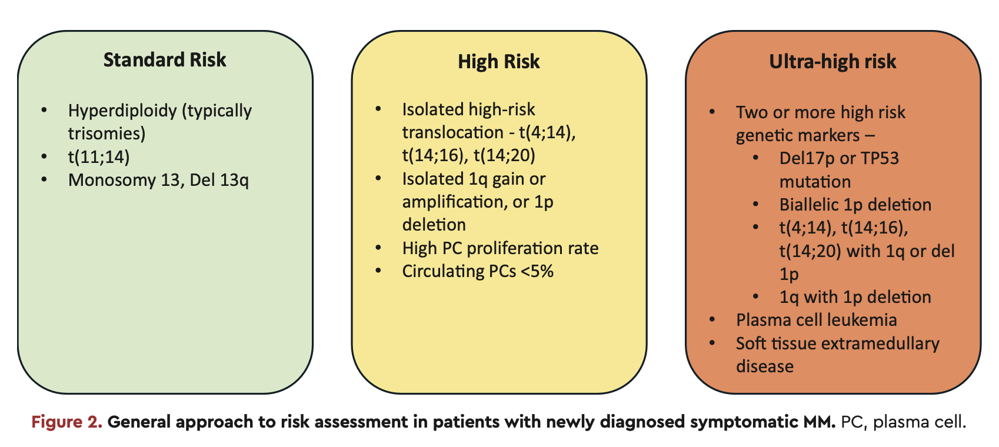 Standard Risk
• Hyperdiploidy (typically
trisomies)
• t(11;14)
• Monosomy 13, Del 13q
High Risk
• Isolated high-risk
translocation - t(4;14),
t(14;16), t(14;20)
• Isolated 1q gain or
amplification, or 1p
deletion
• High PC proliferation rate
• Circulating PCs <5%
Ultra-high risk
• Two or more high risk
genetic markers –
• Del17p or TP53
mutation
• Biallelic 1p deletion
• t(4;14), t(14;16),
t(14;20) with 1q or del
1p
• 1q with 1p deletion
• Plasma cell leukemia
• Soft tissue extramedullary
disease
Figure 2. General approach to risk assessment in patients with newly diagnosed symptomatic MM. PC, plasma cell.